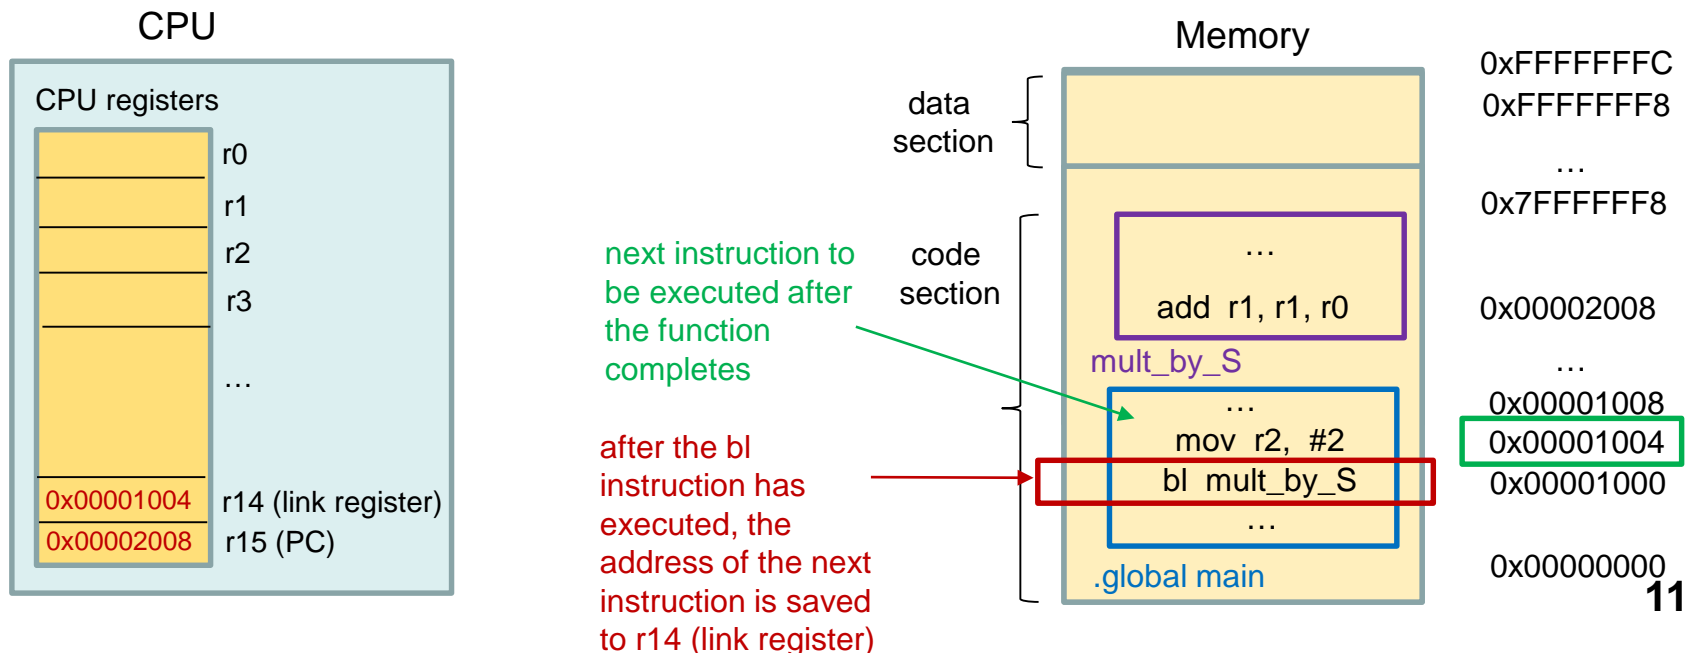 CPU
CPU registers
r0
r1
r2
r3
…
0x00001004 r14 (link register)
0x00002008 r15 (PC)
next instruction to
be executed after
the function
completes
after the bl
instruction has
executed, the
address of the next
instruction is saved
to r14 (link register)
Memory
data
section
code
section
…
add r1, r1, r0
mult_by_S
…
mov r2, #2
bl mult_by_S
…
.global main
0xFFFFFFFC
0xFFFFFFF8
…
0x7FFFFFF8
0x00002008
…
0x00001008
0x00001004
0x00001000
0x00000000
11